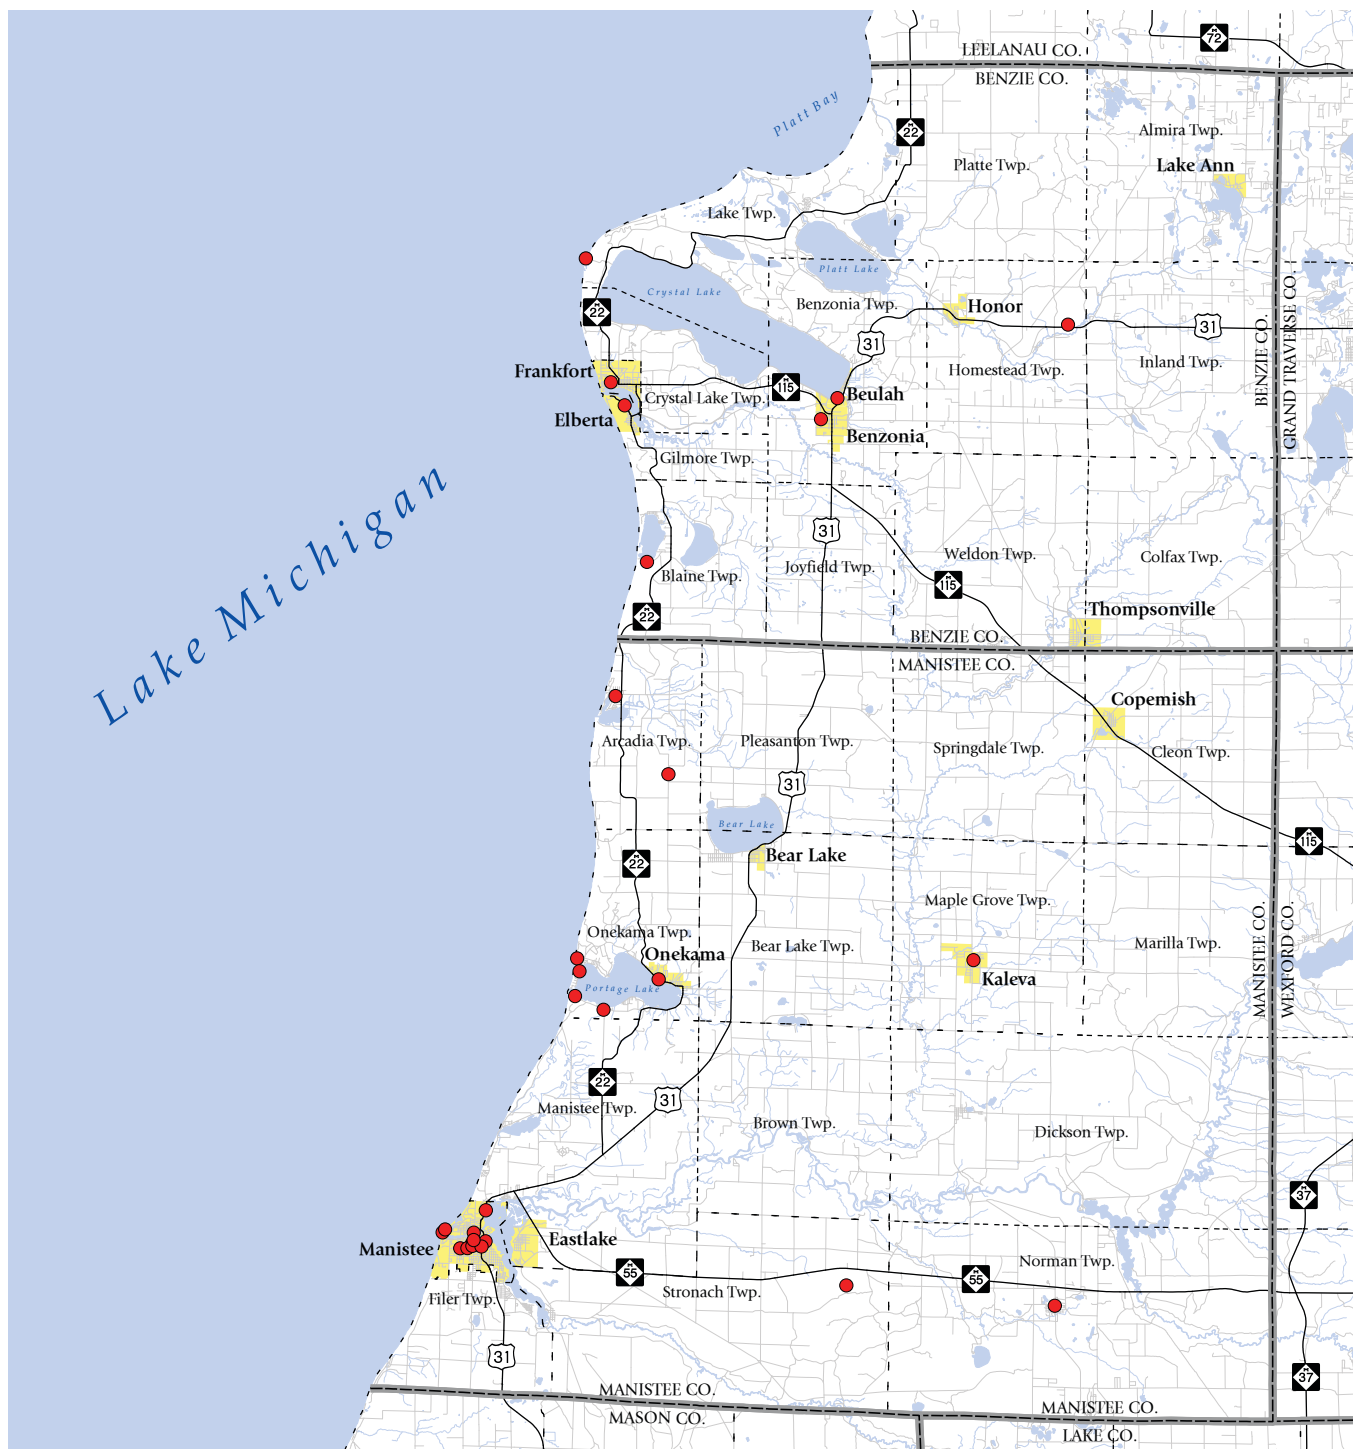 M
72
LEELANAU CO.
BENZIE CO.
Platt Bay
M
22
Almira Twp.
Platte Twp.
Lake Ann
Lake Twp.
Platt Lake
Crystal Lake
Benzonia Twp.
Honor
M
22
31
31
BENZIE CO.
GRAND TRAVERSE CO.
Inland Twp.
Homestead Twp.
Frankfort
M
115
Crystal Lake Twp.
Beulah
Elberta
Benzonia
Gilmore Twp.
Lake Michigan
31
Weldon Twp.
Colfax Twp.
Joyfield Twp.
Blaine Twp.
M
115
M
22
Thompsonville
BENZIE CO.
MANISTEE CO.
Copemish
Arcadia Twp.
Pleasanton Twp.
Springdale Twp.
Cleon Twp.
31
Bear Lake
M
115
Bear Lake
M
22
Maple Grove Twp.
MANISTEE CO.
WEXFORD CO.
Onekama Twp.
Bear Lake Twp.
Marilla Twp.
Onekama
Kaleva
Portage Lake
M
22
31
Manistee Twp.
Brown Twp.
Dickson Twp.
M
37
Eastlake
Manistee
Norman Twp.
M
55
M
55
Stronach Twp.
Filer Twp.
31
M
37
MANISTEE CO.
MASON CO.
MANISTEE CO.
LAKE CO.